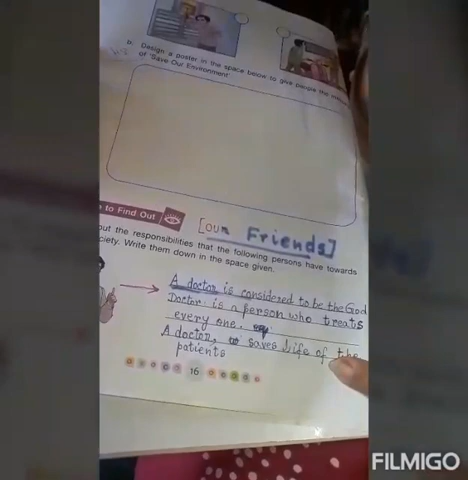 b. Design a poster in the space below to give people the
of 'Save Our Environment'
to Find Out
[our Friends]
out the responsibilities that the following persons have towards
ciety. Write them down in the space given.
A doctor is considered to be the God
Doctor is a person who treats
every one.
A doctor, saves life of the
patients
16
FILMIGO